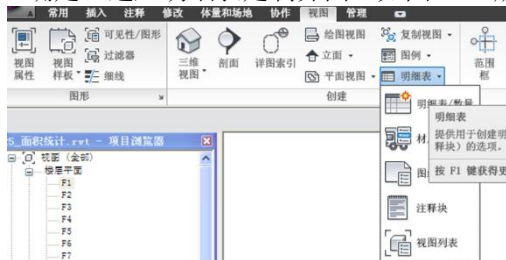 常用 插入 注释 修改 体量和场地 协作 视图 管理
视图属性
视图样板
可见性/图形
过滤器
细线
图形
三维视图
剖面
详图索引
绘图视图
立面
平面视图
复制视图
图例
明细表
范围框
创建
明细表/数量
明细表
提供用于创建明
释块）的选项。
按 F1 键获得更
材
图
注释块
视图列表
5_面积统计.rvt - 项目浏览器
视图 (全部)
楼层平面
F1
F2
F3
F4
F5
F6
F7